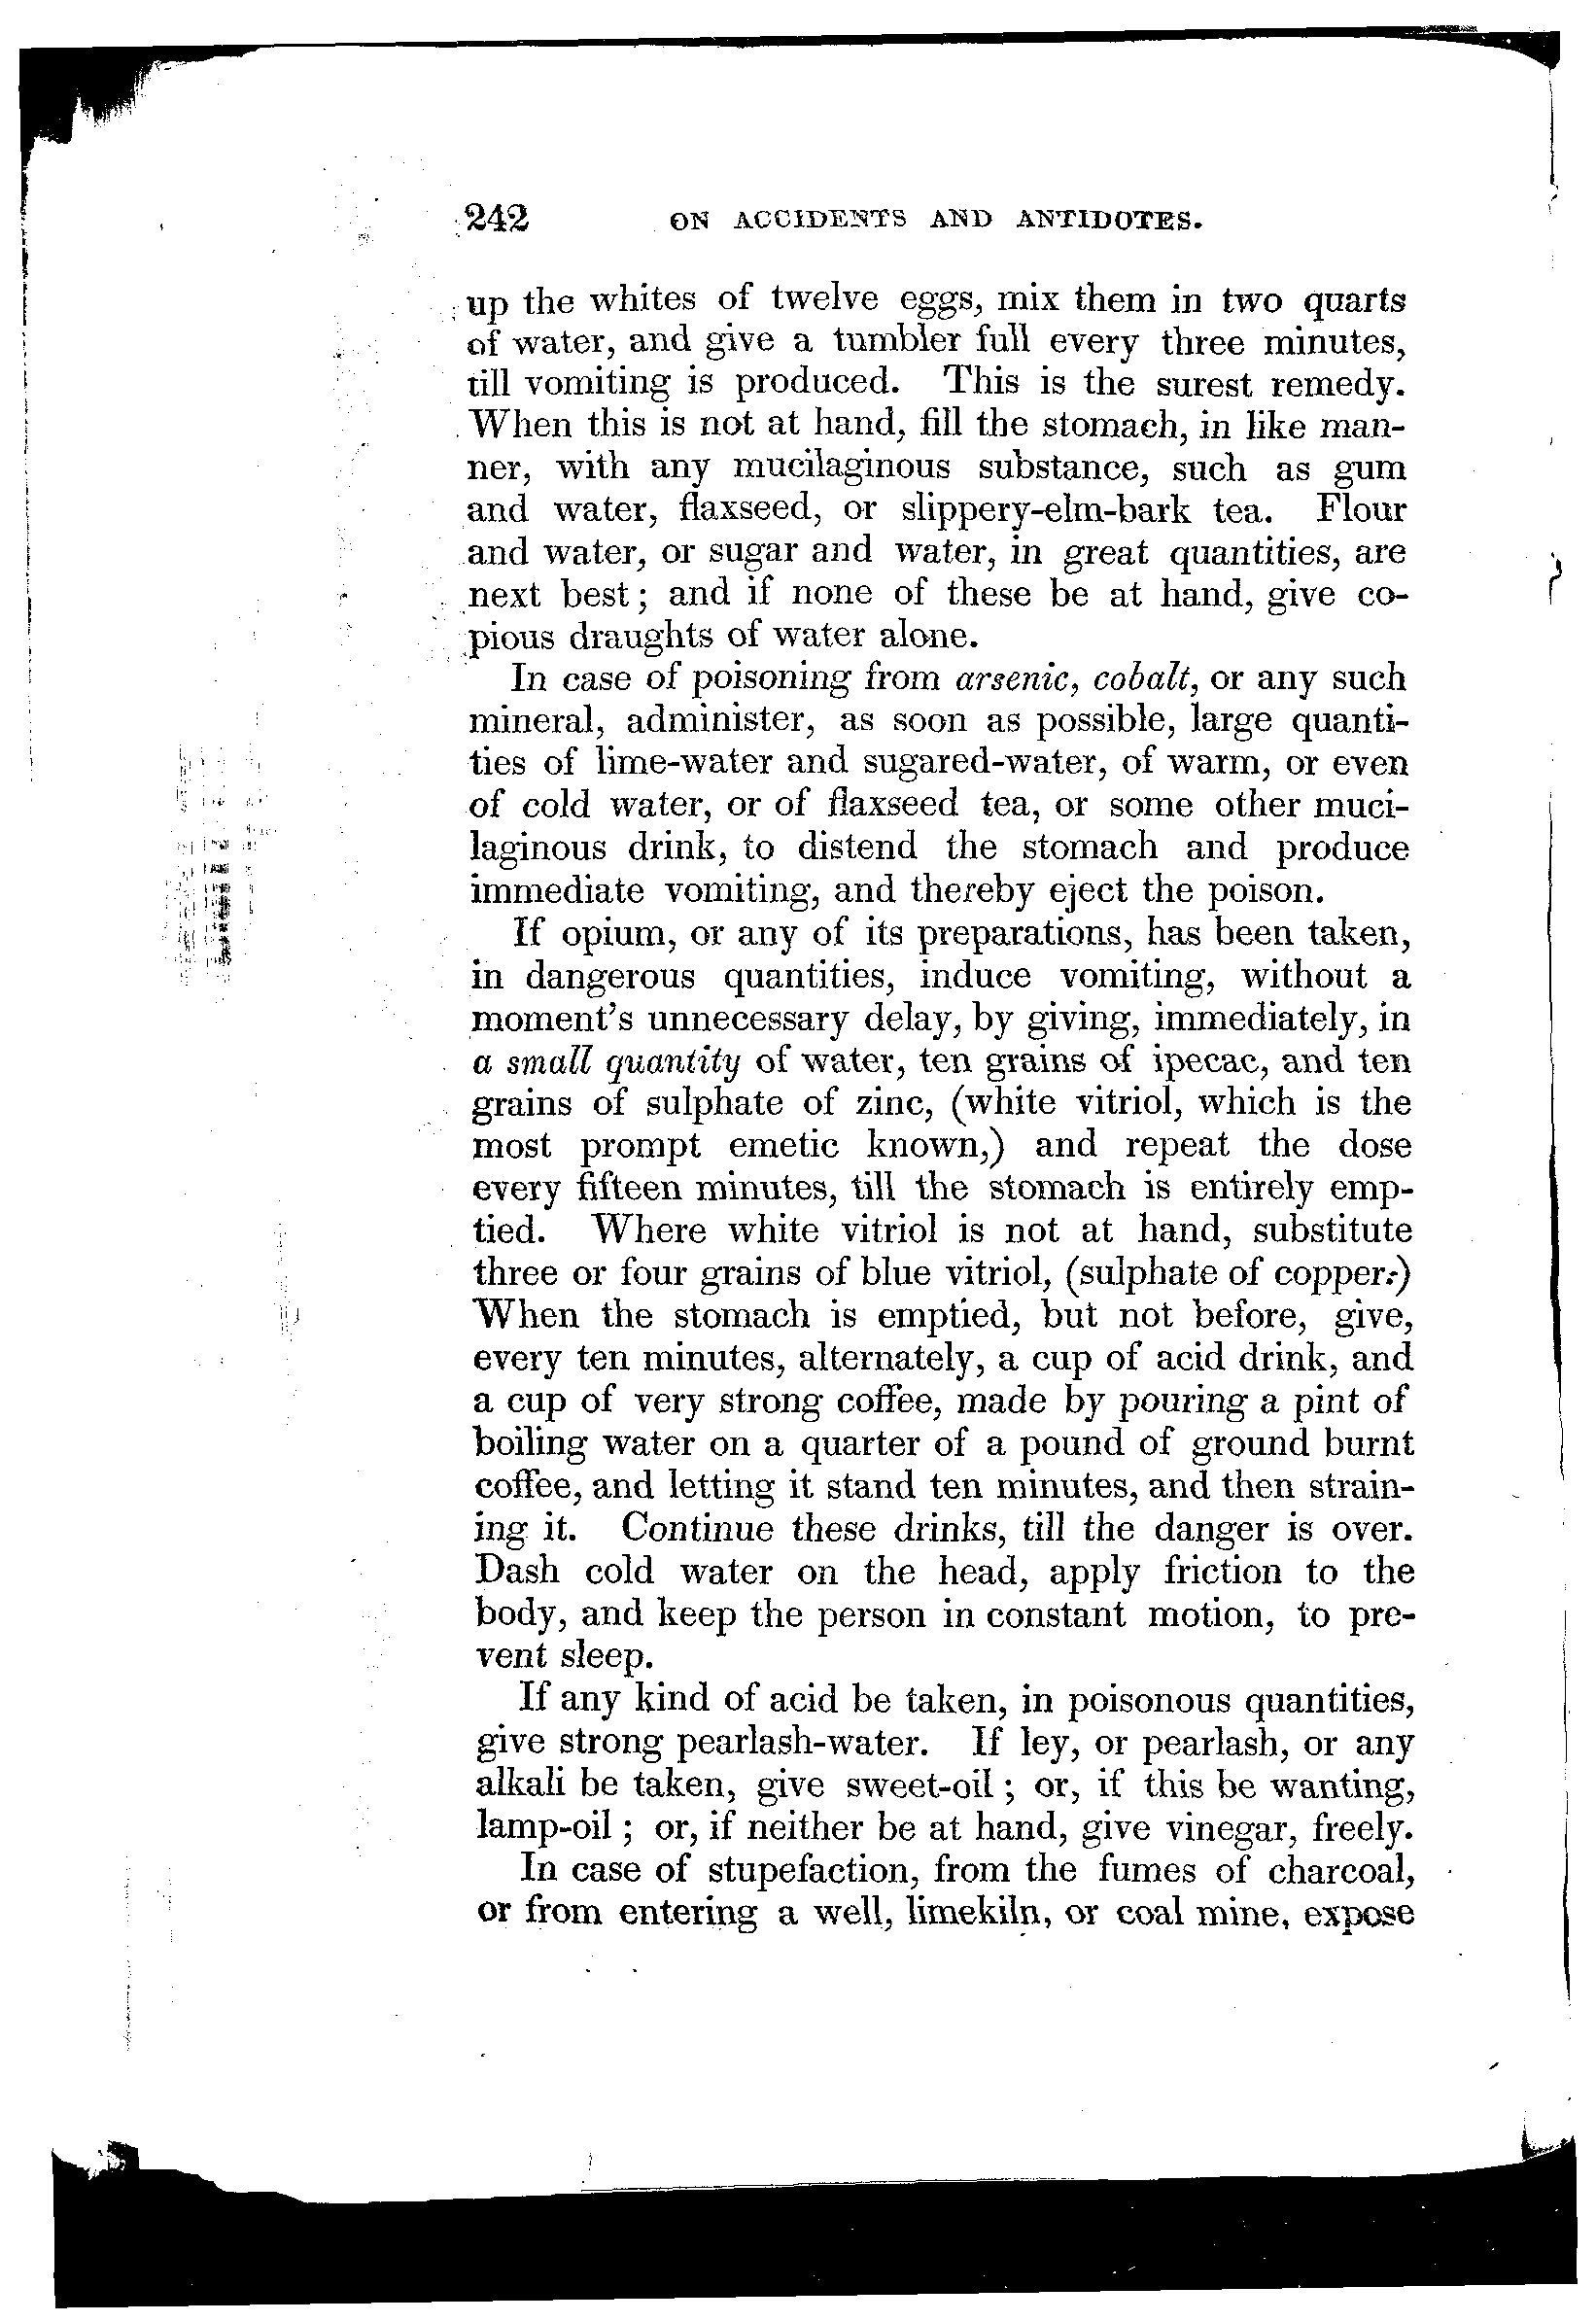 242 ON ACCIDENTS AND ANTIDOTES.
up the whites of twelve eggs, mix them in two quarts
of water, and give a tumbler full every three minutes,
till vomiting is produced. This is the surest remedy.
When this is not at hand, fill the stomach, in like man-
ner, with any mucilaginous substance, such as gum
and water, flaxseed, or slippery-elm-bark tea. Flour
and water, or sugar and water, in great quantities, are
next best; and if none of these be at hand, give co-
pious draughts of water alone.
In case of poisoning from arsenic, cobalt, or any such
mineral, administer, as soon as possible, large quanti-
ties of lime-water and sugared-water, of warm, or even
of cold water, or of flaxseed tea, or some other muci-
laginous drink, to distend the stomach and produce
immediate vomiting, and thereby eject the poison.
If opium, or any of its preparations, has been taken,
in dangerous quantities, induce vomiting, without a
moment's unnecessary delay, by giving, immediately, in
a small quantity of water, ten grains of ipecac, and ten
grains of sulphate of zinc, (white vitriol, which is the
most prompt emetic known,) and repeat the dose
every fifteen minutes, till the stomach is entirely emp-
tied. Where white vitriol is not at hand, substitute
three or four grains of blue vitriol, (sulphate of copper.)
When the stomach is emptied, but not before, give,
every ten minutes, alternately, a cup of acid drink, and
a cup of very strong coffee, made by pouring a pint of
boiling water on a quarter of a pound of ground burnt
coffee, and letting it stand ten minutes, and then strain-
ing it. Continue these drinks, till the danger is over.
Dash cold water on the head, apply friction to the
body, and keep the person in constant motion, to pre-
vent sleep.
If any kind of acid be taken, in poisonous quantities,
give strong pearlash-water. If ley, or pearlash, or any
alkali be taken, give sweet-oil; or, if this be wanting,
lamp-oil; or, if neither be at hand, give vinegar, freely.
In case of stupefaction, from the fumes of charcoal,
or from entering a well, limekiln, or coal mine, expose